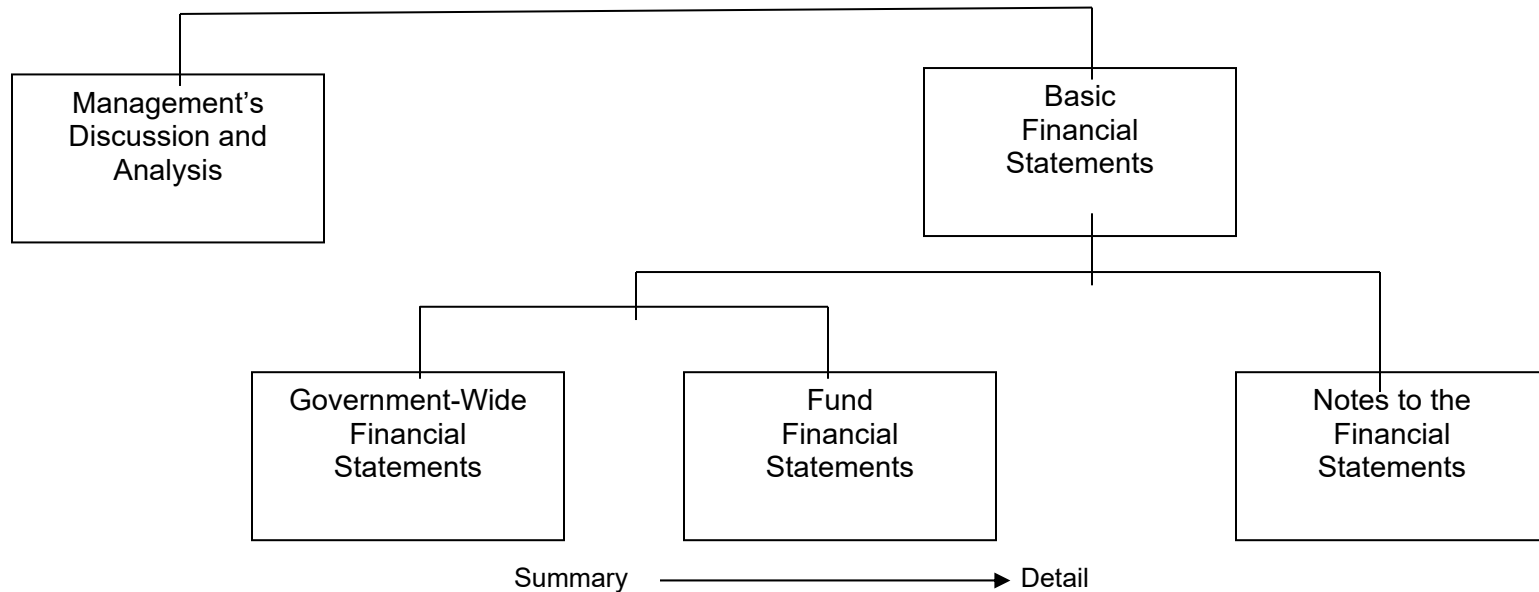 Management’s
Discussion and
Analysis
Basic
Financial
Statements
Government-Wide
Financial
Statements
Fund
Financial
Statements
Notes to the
Financial
Statements
Summary
Detail